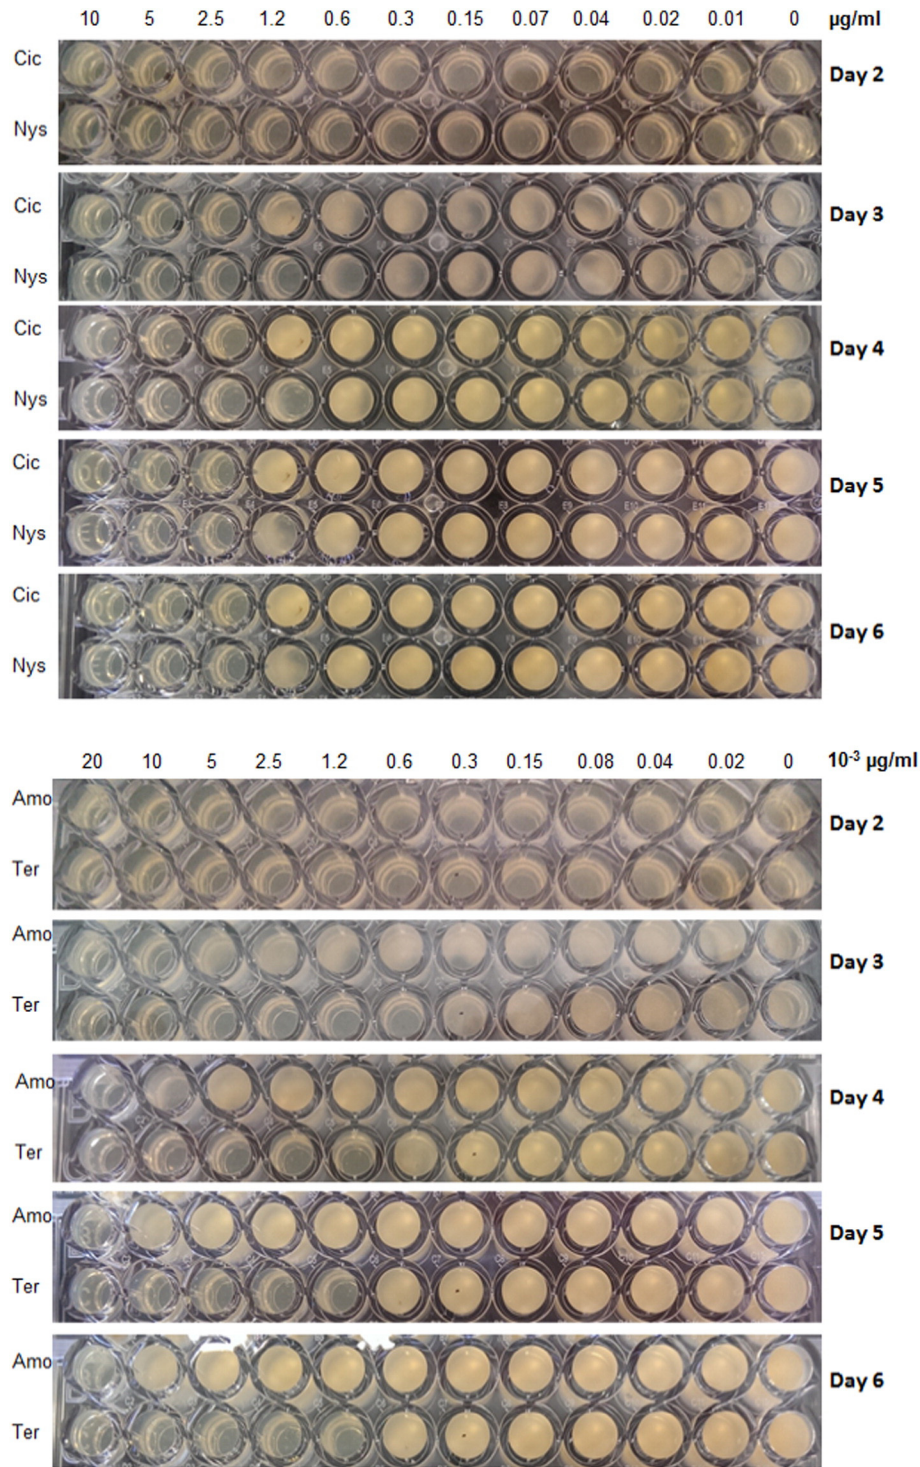 10 5 2.5 1.2 0.6 0.3 0.15 0.07 0.04 0.02 0.01 0 µg/ml
Cic
Day 2
Nys
Cic
Day 3
Nys
Cic
Day 4
Nys
Cic
Day 5
Nys
Cic
Day 6
Nys
20 10 5 2.5 1.2 0.6 0.3 0.15 0.08 0.04 0.02 0 10⁻³ µg/ml
Amo
Day 2
Ter
Amo
Day 3
Ter
Amo
Day 4
Ter
Amo
Day 5
Ter
Amo
Day 6
Ter